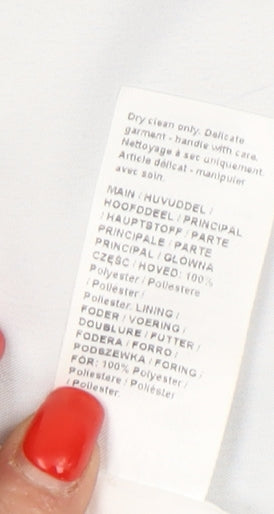 Dry clean only. Delicate
garment - handle with care.
Nettoyage à sec uniquement.
Article délicat - manipuler
avec soin.
MAIN / HUVUDDEL /
HOOFDDEEL / PRINCIPAL
/ HAUPTSTOFF / PARTE
PRINCIPALE / PARTE
PRINCIPAL / GŁÓWNA
CZĘŚĆ / HOVED: 100%
Polyester / Poliestere
/ Poliester /
Poliester. LINING /
FODER / VOERING /
DOUBLURE / FUTTER /
FODERA / FORRO /
PODSZEWKA / FORING /
FOR: 100% Polyester /
Poliestere / Poliéster
/ Poliester.